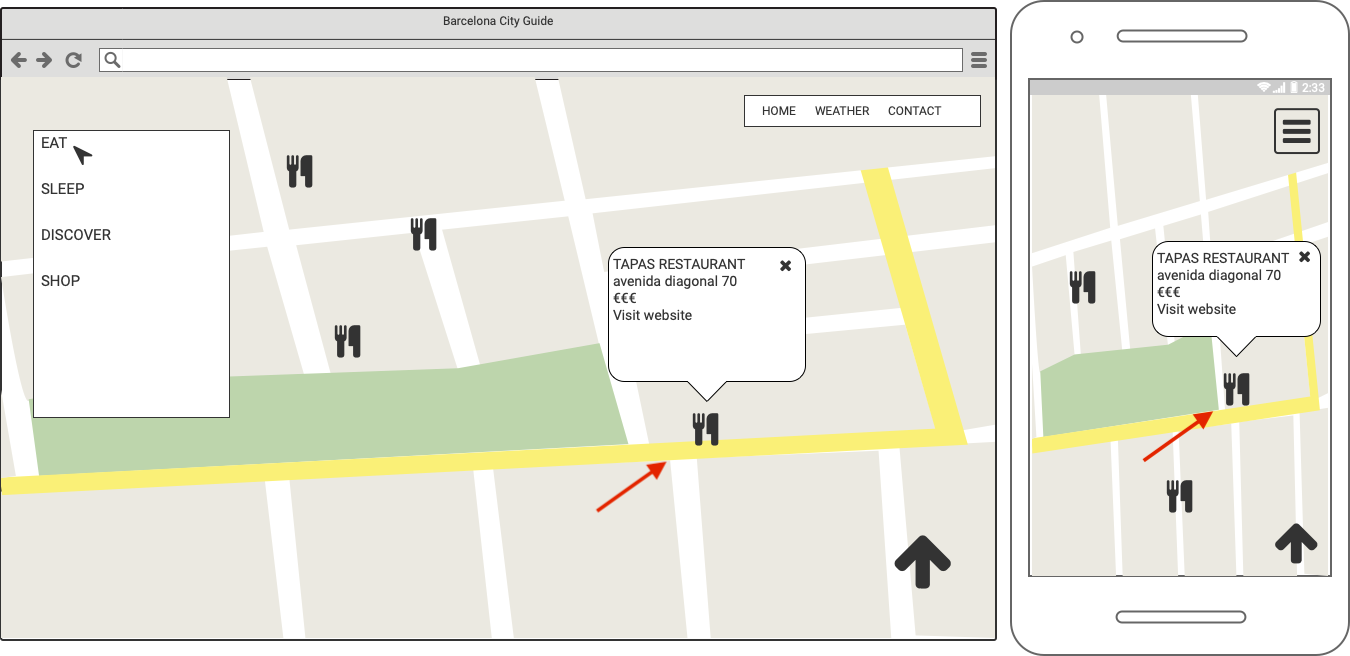 Barcelona City Guide
HOME WEATHER CONTACT
EAT
SLEEP
DISCOVER
SHOP
TAPAS RESTAURANT
avenida diagonal 70
€€€
Visit website
2:33
TAPAS RESTAURANT
avenida diagonal 70
€€€
Visit website